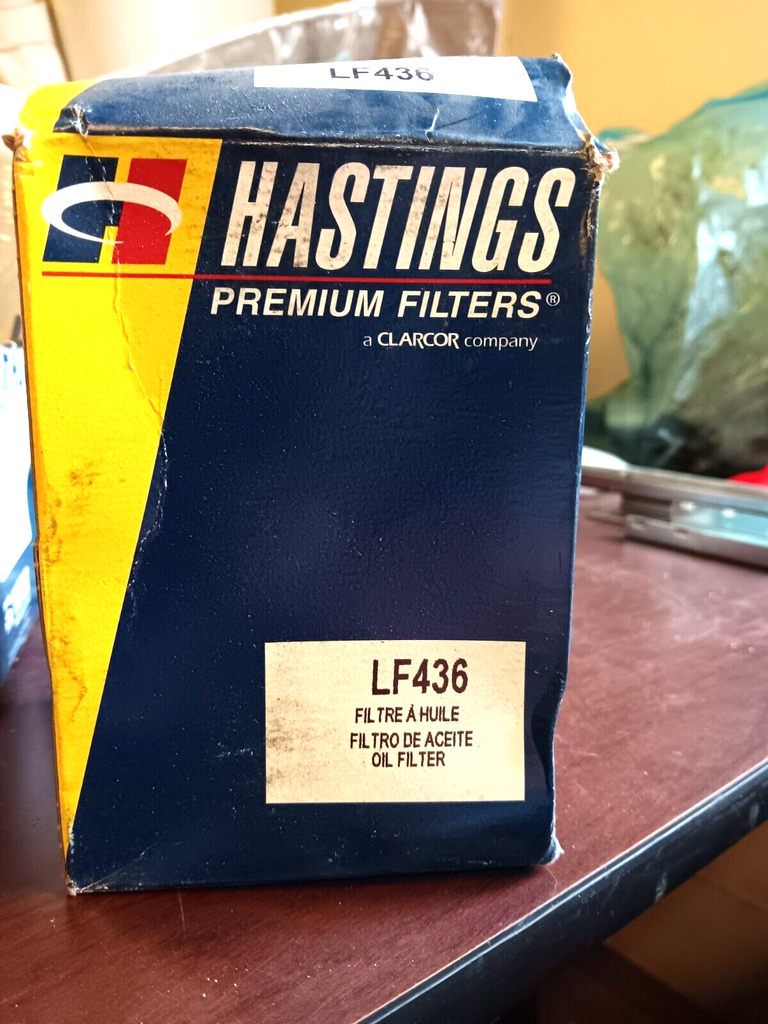 LF436
HASTINGS
PREMIUM FILTERS®
a CLARCOR company
LF436
FILTRE À HUILE
FILTRO DE ACEITE
OIL FILTER